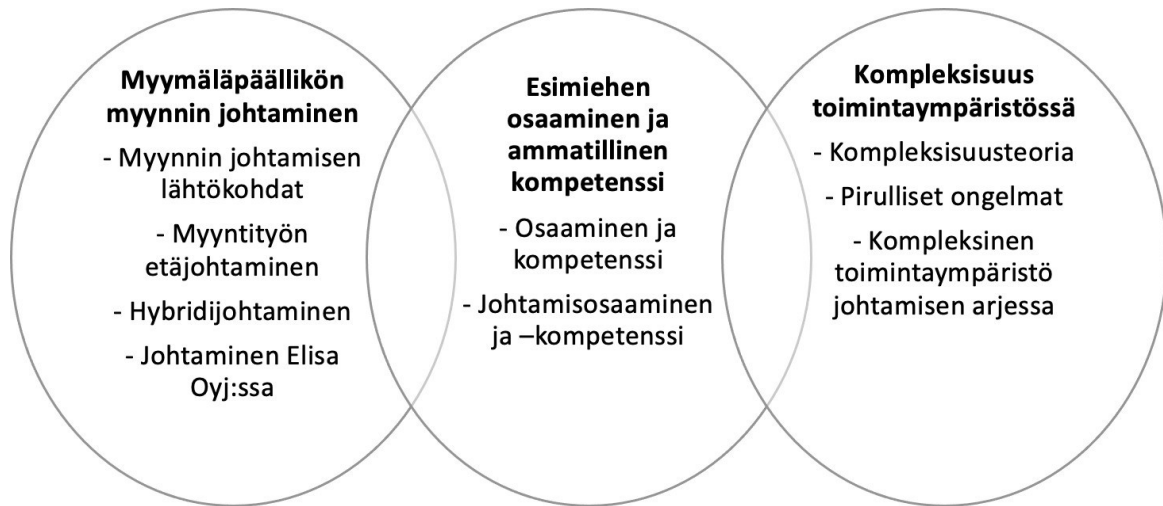 Myymäläpäällikön
myynnin johtaminen
- Myynnin johtamisen
lähtökohdat
- Myyntityön
etäjohtaminen
- Hybridijohtaminen
- Johtaminen Elisa
Oyj:ssa
Esimiehen
osaaminen ja
ammatillinen
kompetenssi
- Osaaminen ja
kompetenssi
- Johtamisosaaminen
ja –kompetenssi
Kompleksisuus
toimintaympäristössä
- Kompleksisuusteoria
- Pirulliset ongelmat
- Kompleksinen
toimintaympäristö
johtamisen arjessa